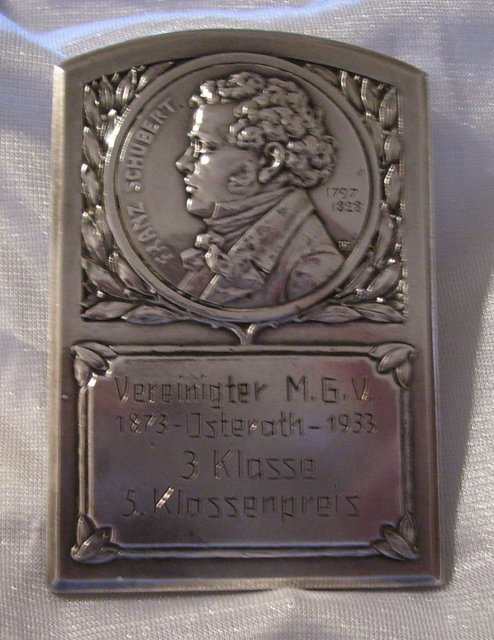 FRANZ SCHUBERT
1797
1828
Vereinigter M.G.V.
1873-Osterath-1933
3 Klasse
5. Klassenpreis